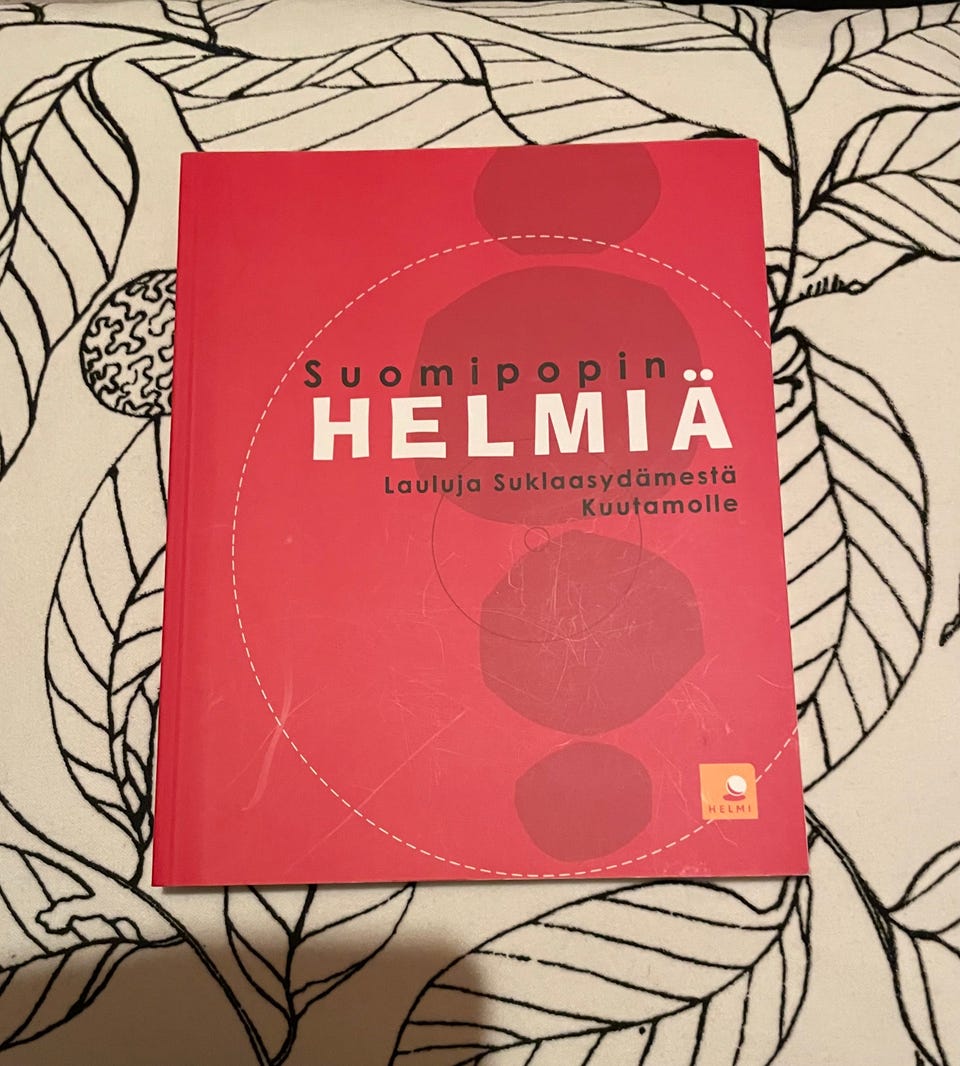 Suomipopin
HELMIÄ
Lauluja Suklaasydämestä
Kuutamolle
HELMI